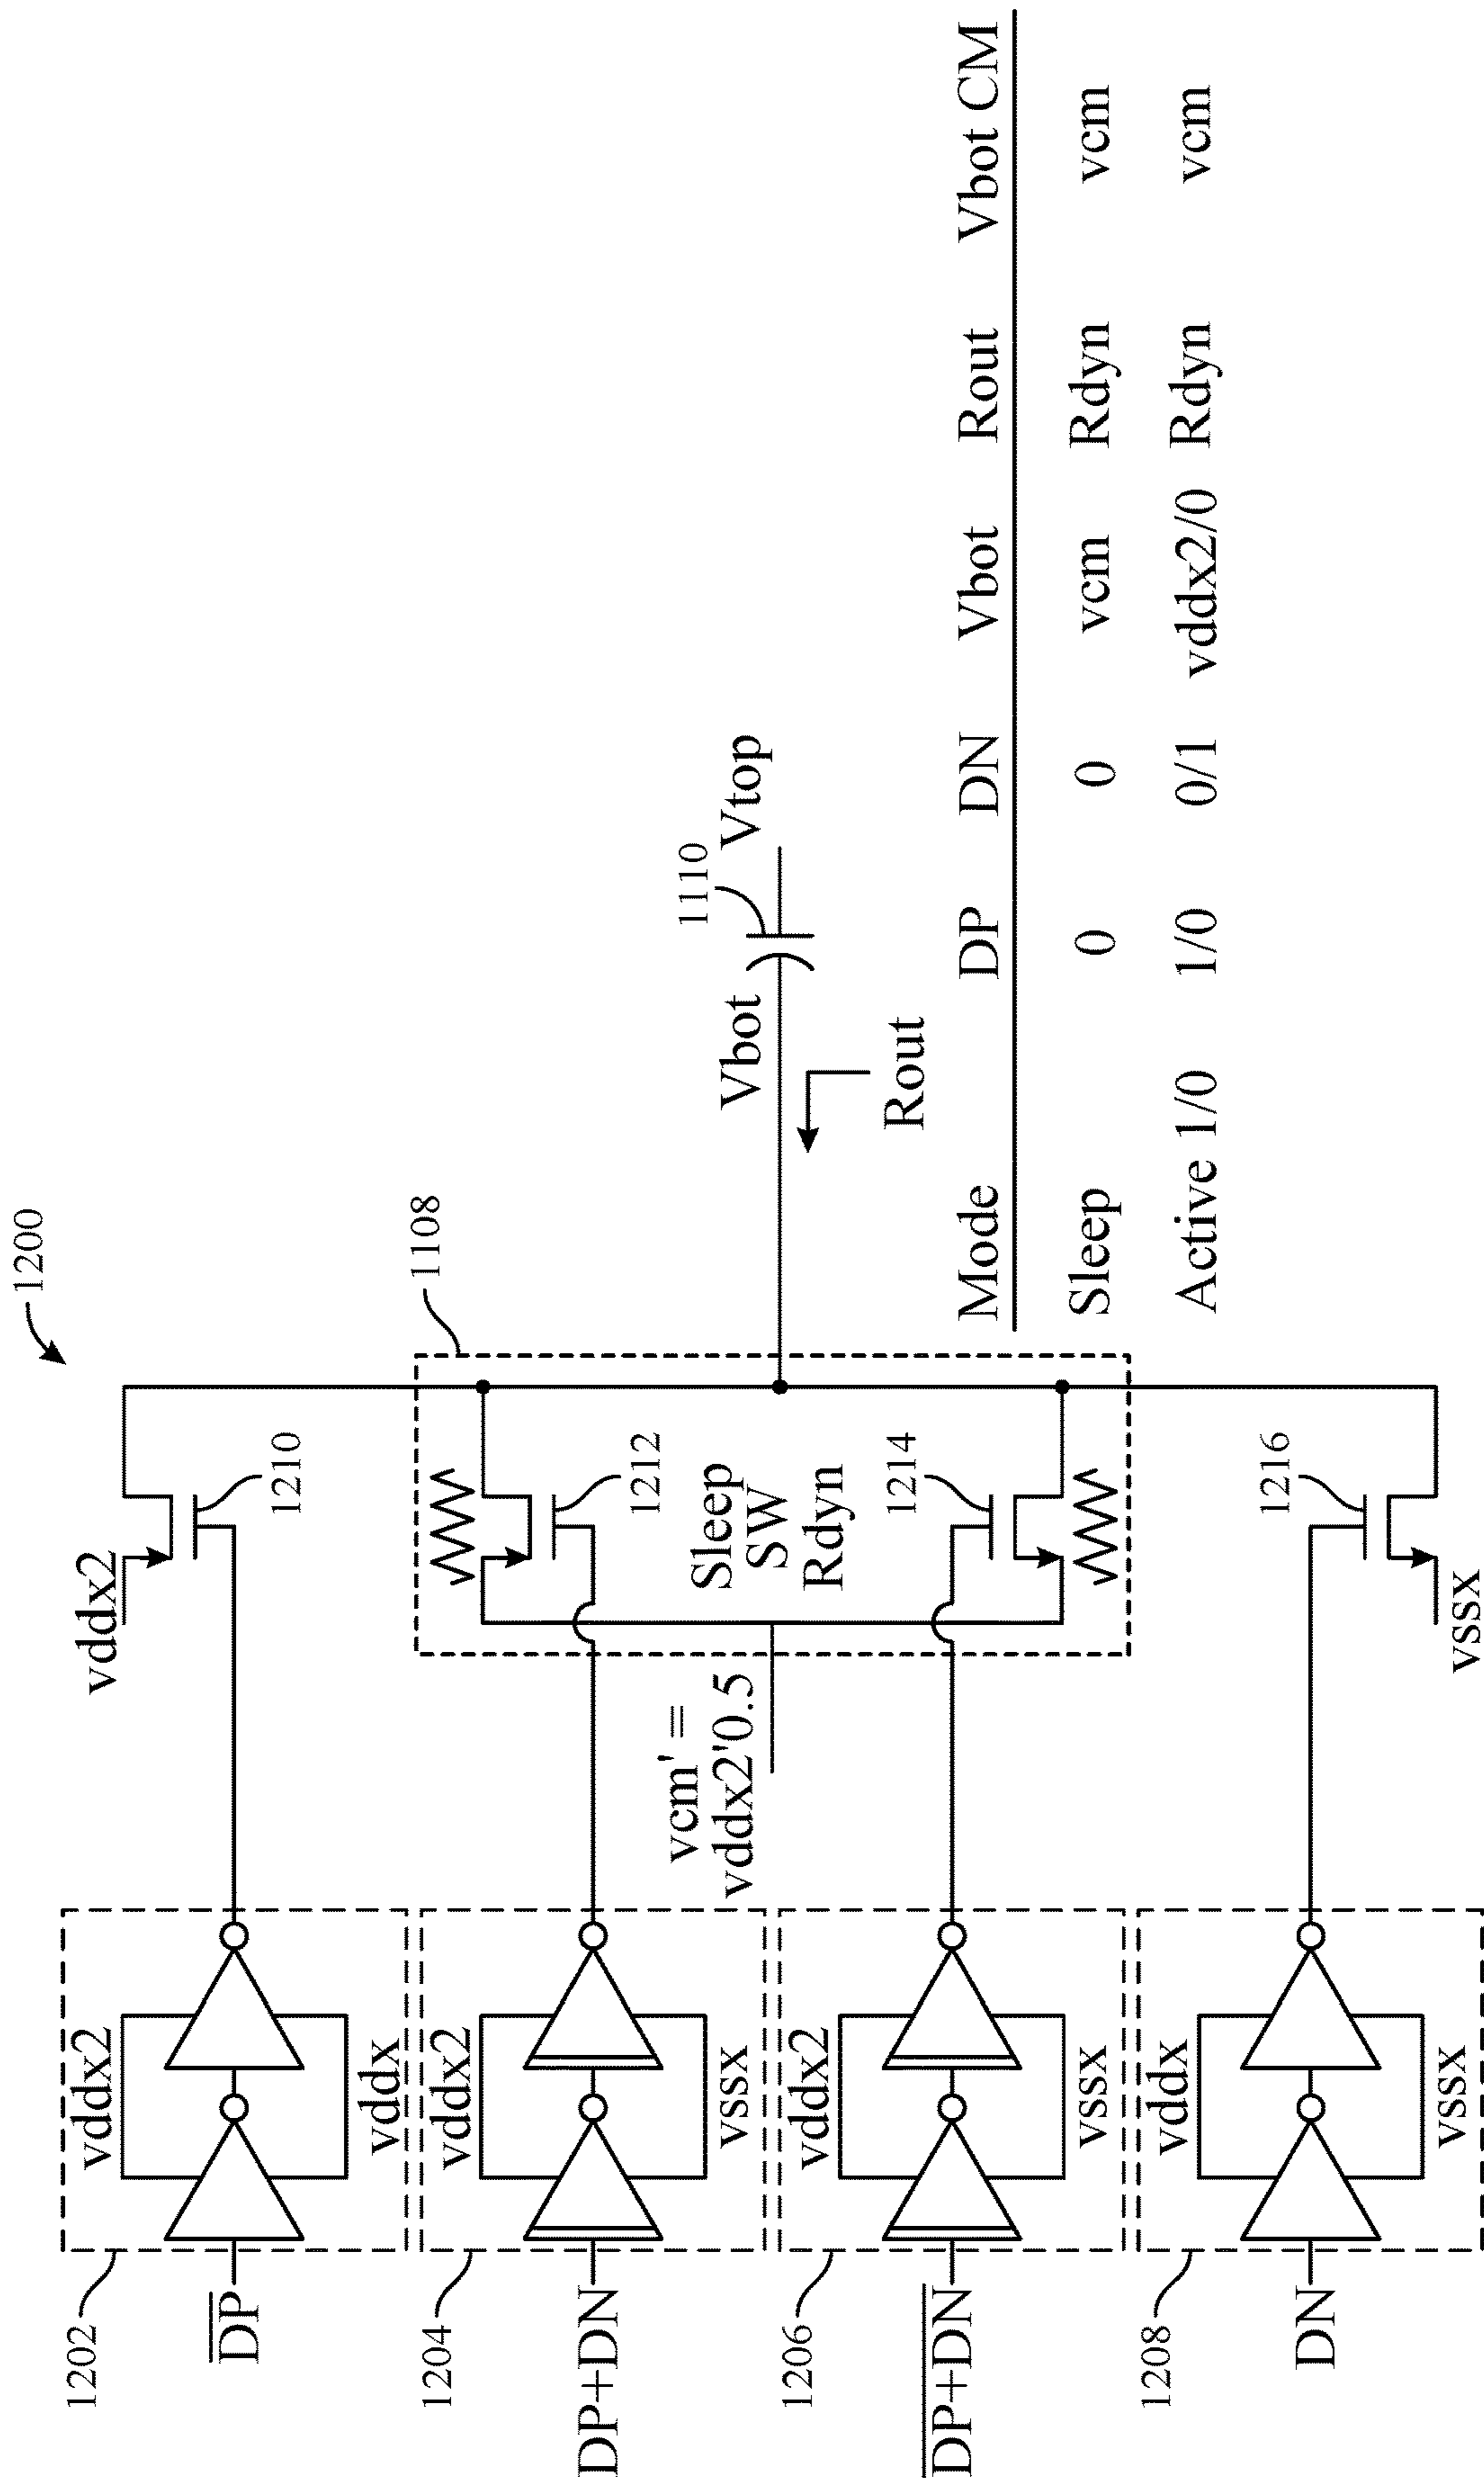 1200
1202
DP
vddx2
vddx
vddx2
1210
1204
DP+DN
vddx2
vssx
1108
1212
vcm' =
vddx2'0.5
Sleep
SW
Rdyn
Vbot
1110
Vtop
Rout
1206
DP+DN
vddx2
vssx
1214
1208
DN
vddx
vssx
1216
vssx
Mode DP DN Vbot Rout Vbot CM
Sleep 0 0 vcm Rdyn vcm
Active 1/0 1/0 0/1 vddx2/0 Rdyn vcm